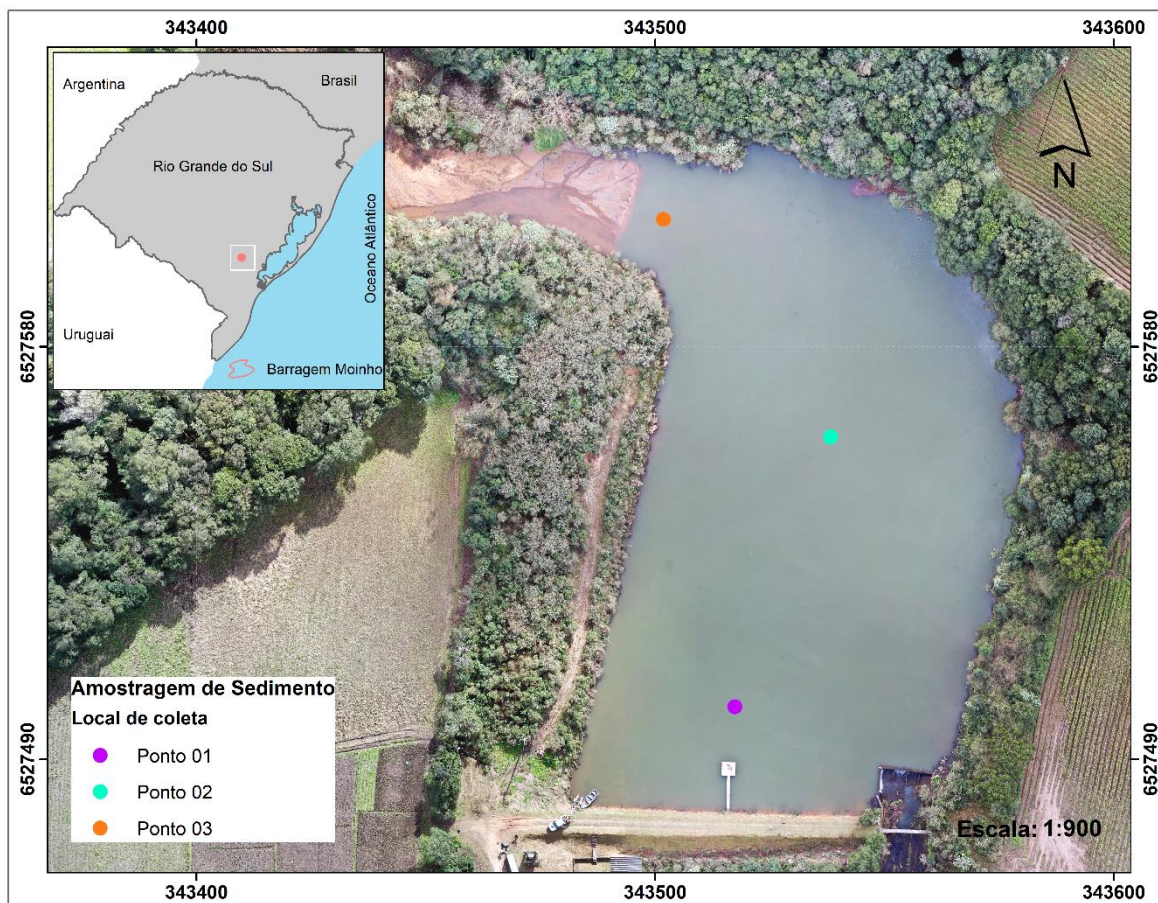 343400
343500
343600
Argentina
Brasil
Rio Grande do Sul
Oceano Atlântico
Uruguai
Barragem Moinho
N
6527580
6527580
Amostragem de Sedimento
Local de coleta
Ponto 01
Ponto 02
Ponto 03
6527490
6527490
Escala: 1:900
343400
343500
343600